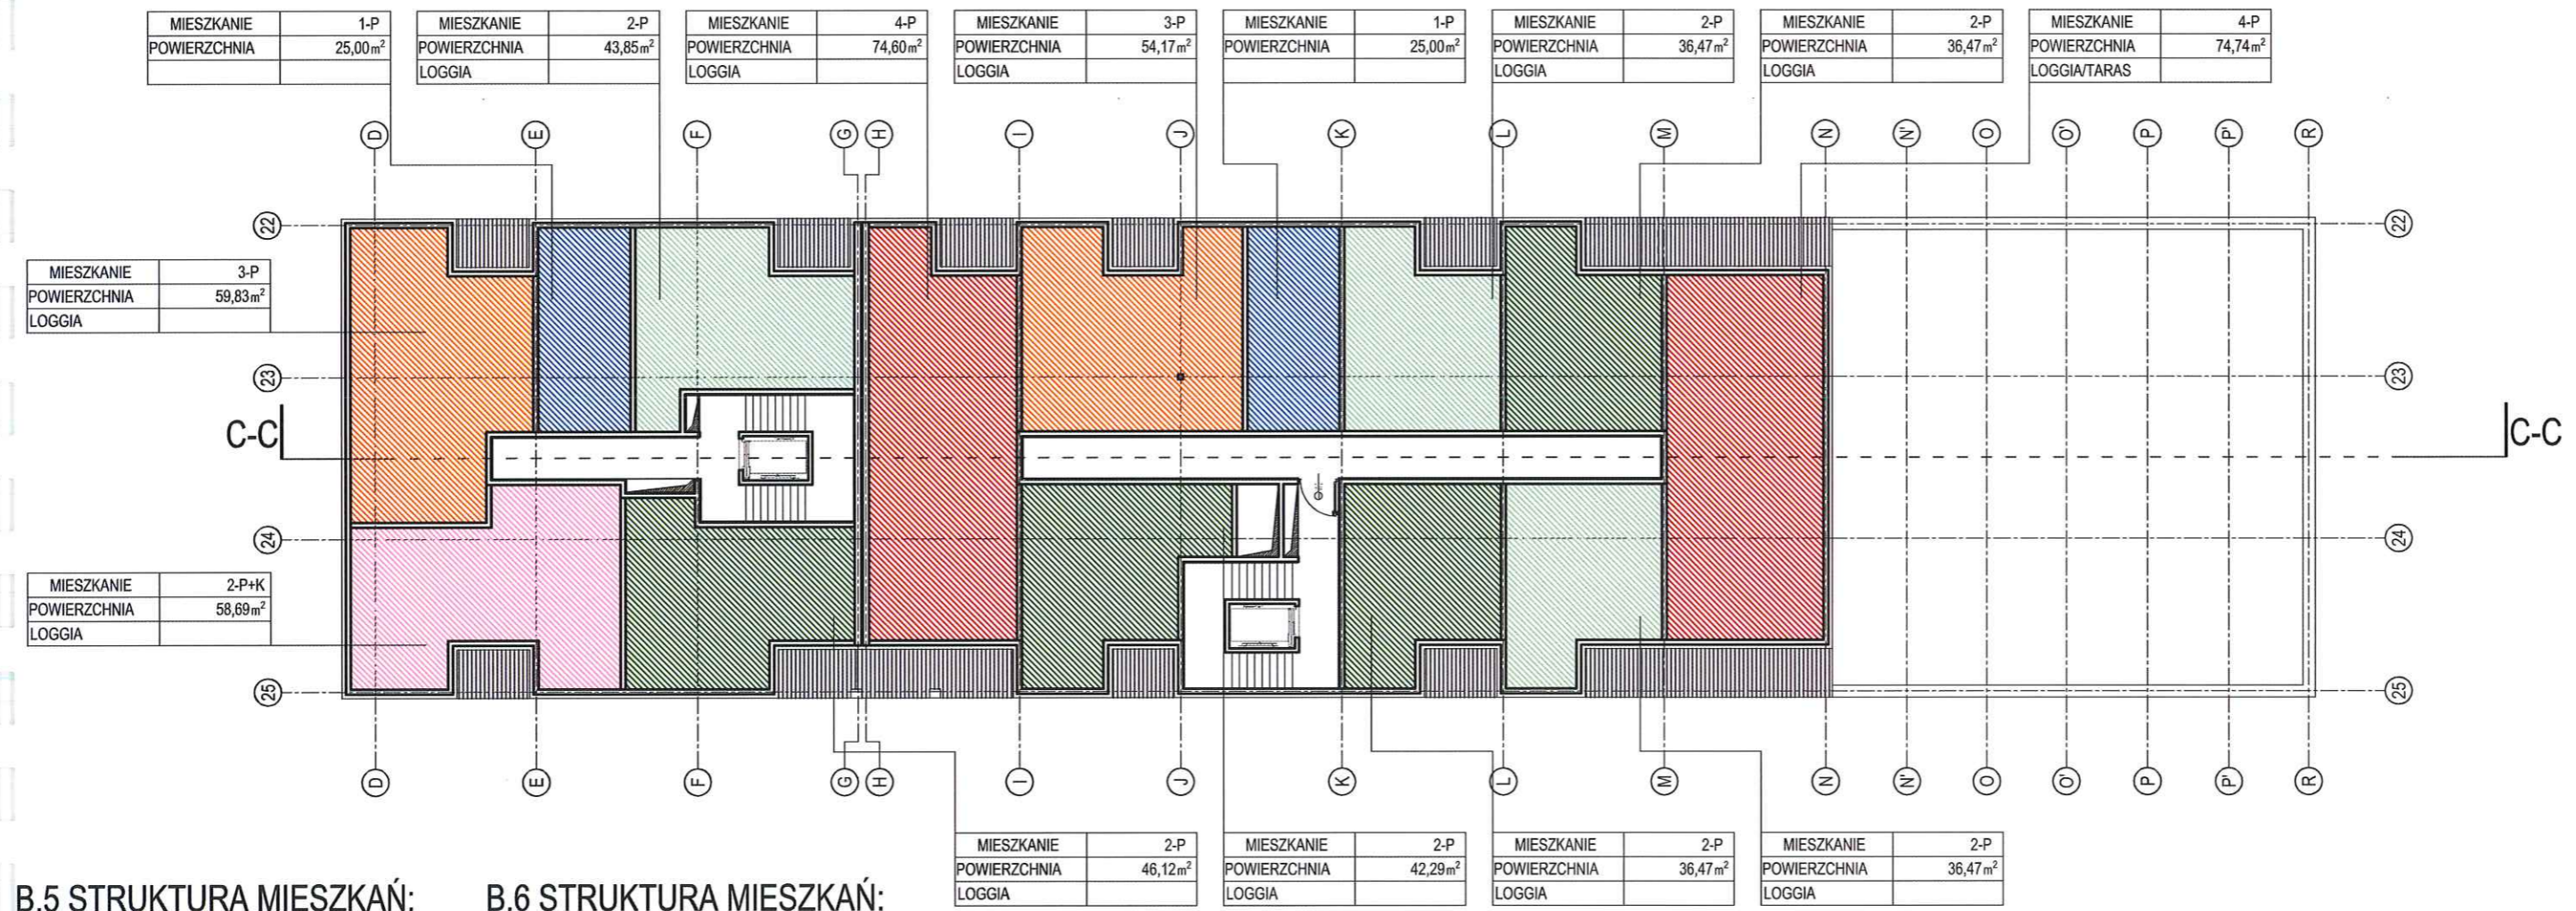 MIESZKANIE 1-P
POWIERZCHNIA 25,00m²
MIESZKANIE 2-P
POWIERZCHNIA 43,85m²
LOGGIA
MIESZKANIE 4-P
POWIERZCHNIA 74,60m²
LOGGIA
MIESZKANIE 3-P
POWIERZCHNIA 54,17m²
LOGGIA
MIESZKANIE 1-P
POWIERZCHNIA 25,00m²
MIESZKANIE 2-P
POWIERZCHNIA 36,47m²
LOGGIA
MIESZKANIE 2-P
POWIERZCHNIA 36,47m²
LOGGIA
MIESZKANIE 4-P
POWIERZCHNIA 74,74m²
LOGGIA/TARAS
D E F G H I J K L M N N' O O' P P' R
22 22
MIESZKANIE 3-P
POWIERZCHNIA 59,83m²
LOGGIA
23 23
C-C C-C
24 24
MIESZKANIE 2-P+K
POWIERZCHNIA 58,69m²
LOGGIA
25 25
D E F G H I J K L M N N' O O' P P' R
MIESZKANIE 2-P
POWIERZCHNIA 46,12m²
LOGGIA
MIESZKANIE 2-P
POWIERZCHNIA 42,29m²
LOGGIA
MIESZKANIE 2-P
POWIERZCHNIA 36,47m²
LOGGIA
MIESZKANIE 2-P
POWIERZCHNIA 36,47m²
LOGGIA
B.5 STRUKTURA MIESZKAŃ:
B.6 STRUKTURA MIESZKAŃ: